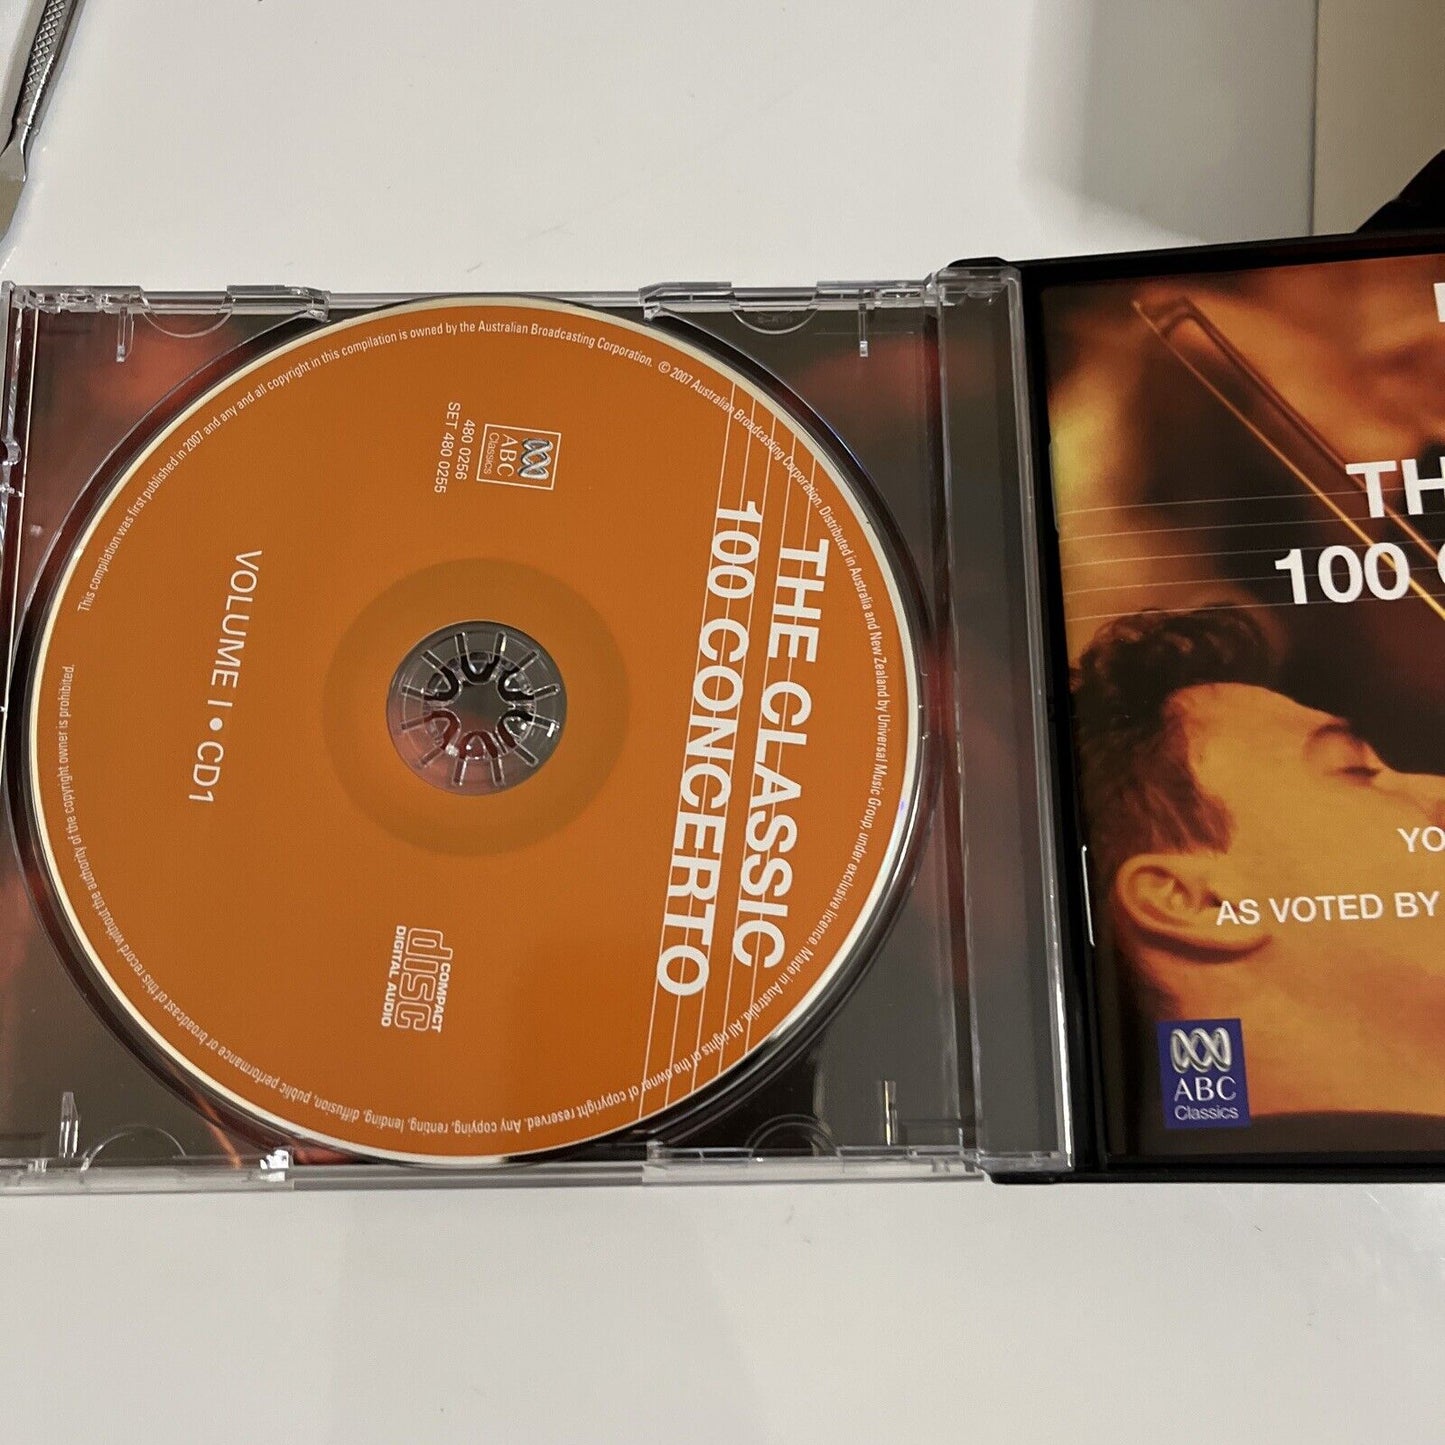 THE CLASSIC
100 CONCERTO
ABC
Classics
480 0256
SET 480 0255
VOLUME I • CD1
COMPACT
disc
DIGITAL AUDIO
This compilation was first published in 2007 and any and all copyright in this compilation is owned by the Australian Broadcasting Corporation. © 2007 Australian Broadcasting Corporation. Distributed in Australia and New Zealand by Universal Music Group, under exclusive licence. Made in Australia. All rights of the owner of copyright reserved. Any copying, renting, lending, diffusion, public performance or broadcast of this record without the authority of the copyright owner is prohibited.
TH
100
YO
AS VOTED BY
ABC
Classics